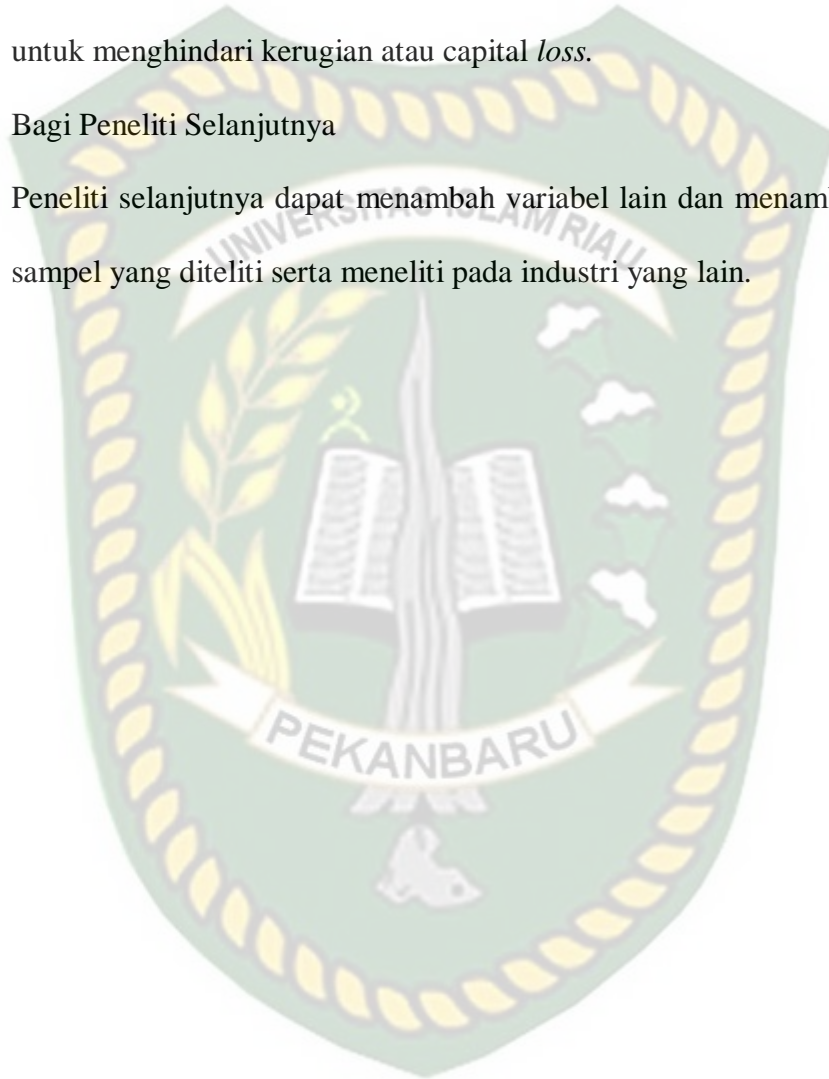 untuk menghindari kerugian atau capital loss.
Bagi Peneliti Selanjutnya
Peneliti selanjutnya dapat menambah variabel lain dan menam
sampel yang diteliti serta meneliti pada industri yang lain.
UNIVERSITAS ISLAM RIAU
PEKANBARU